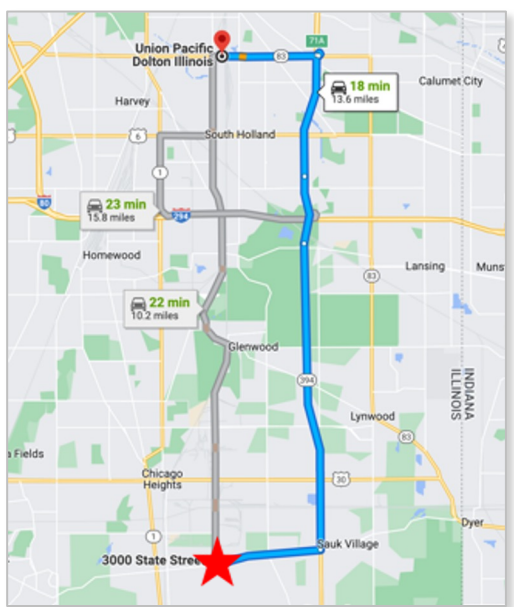 71A
Union Pacific
Dolton Illinois
83
18 min
13.6 miles
Calumet City
Harvey
6
South Holland
1
23 min
15.8 miles
80
294
Homewood
Lansing
Muns
83
22 min
10.2 miles
Glenwood
394
INDIANA
ILLINOIS
Lynwood
83
a Fields
Chicago
Heights
30
Dyer
1
Sauk Village
3000 State Stre